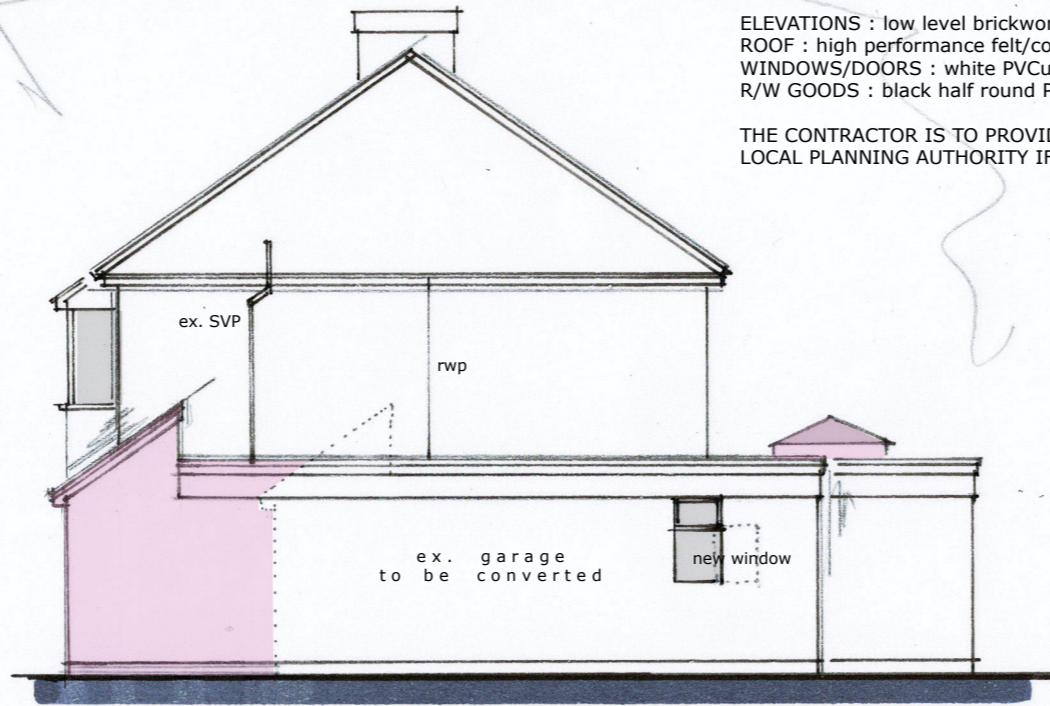 ELEVATIONS : low level brickwor
ROOF : high performance felt/co
WINDOWS/DOORS : white PVCu
R/W GOODS : black half round P
THE CONTRACTOR IS TO PROVID
LOCAL PLANNING AUTHORITY IF
ex. SVP
rwp
ex. garage
to be converted
new window